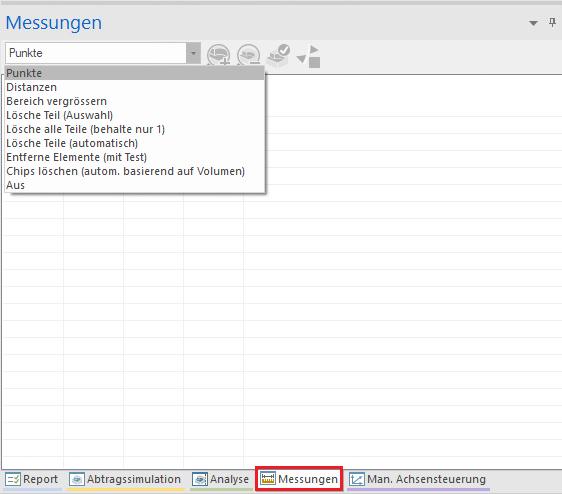 Messungen
Punkte
Punkte
Distanzen
Bereich vergrössern
Lösche Teil (Auswahl)
Lösche alle Teile (behalte nur 1)
Lösche Teile (automatisch)
Entferne Elemente (mit Test)
Chips löschen (autom. basierend auf Volumen)
Aus
Report Abtragssimulation Analyse Messungen Man. Achsensteuerung